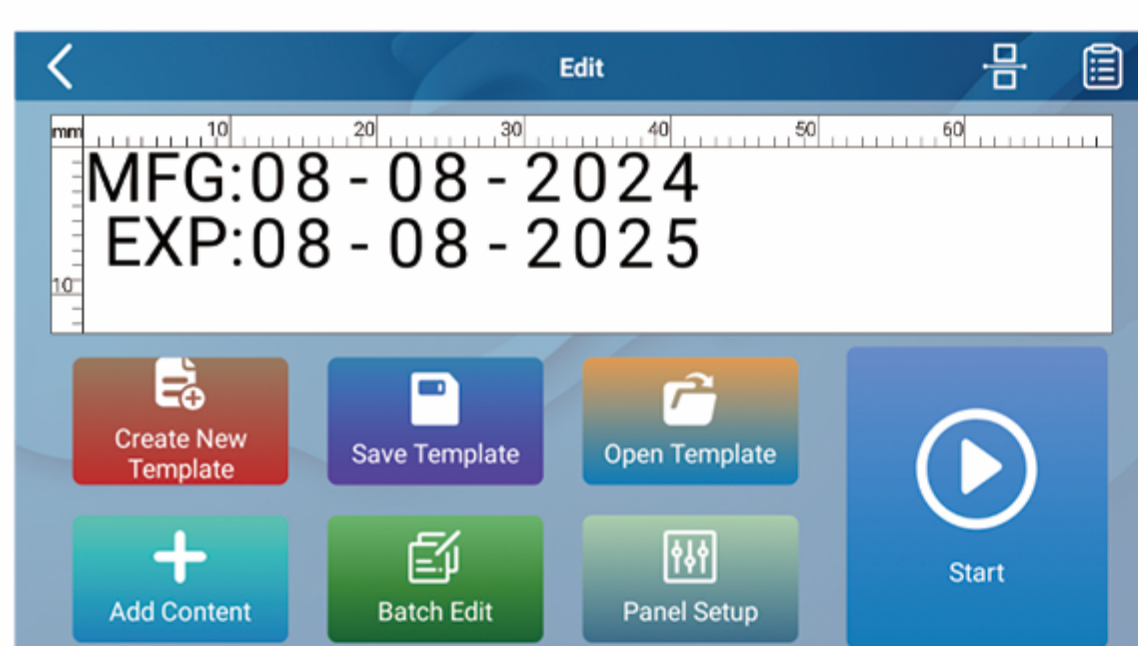 Edit
mm 10 20 30 40 50 60
MFG:08-08-2024
EXP:08-08-2025
10
Create New
Template
Save Template
Open Template
Add Content
Batch Edit
Panel Setup
Start